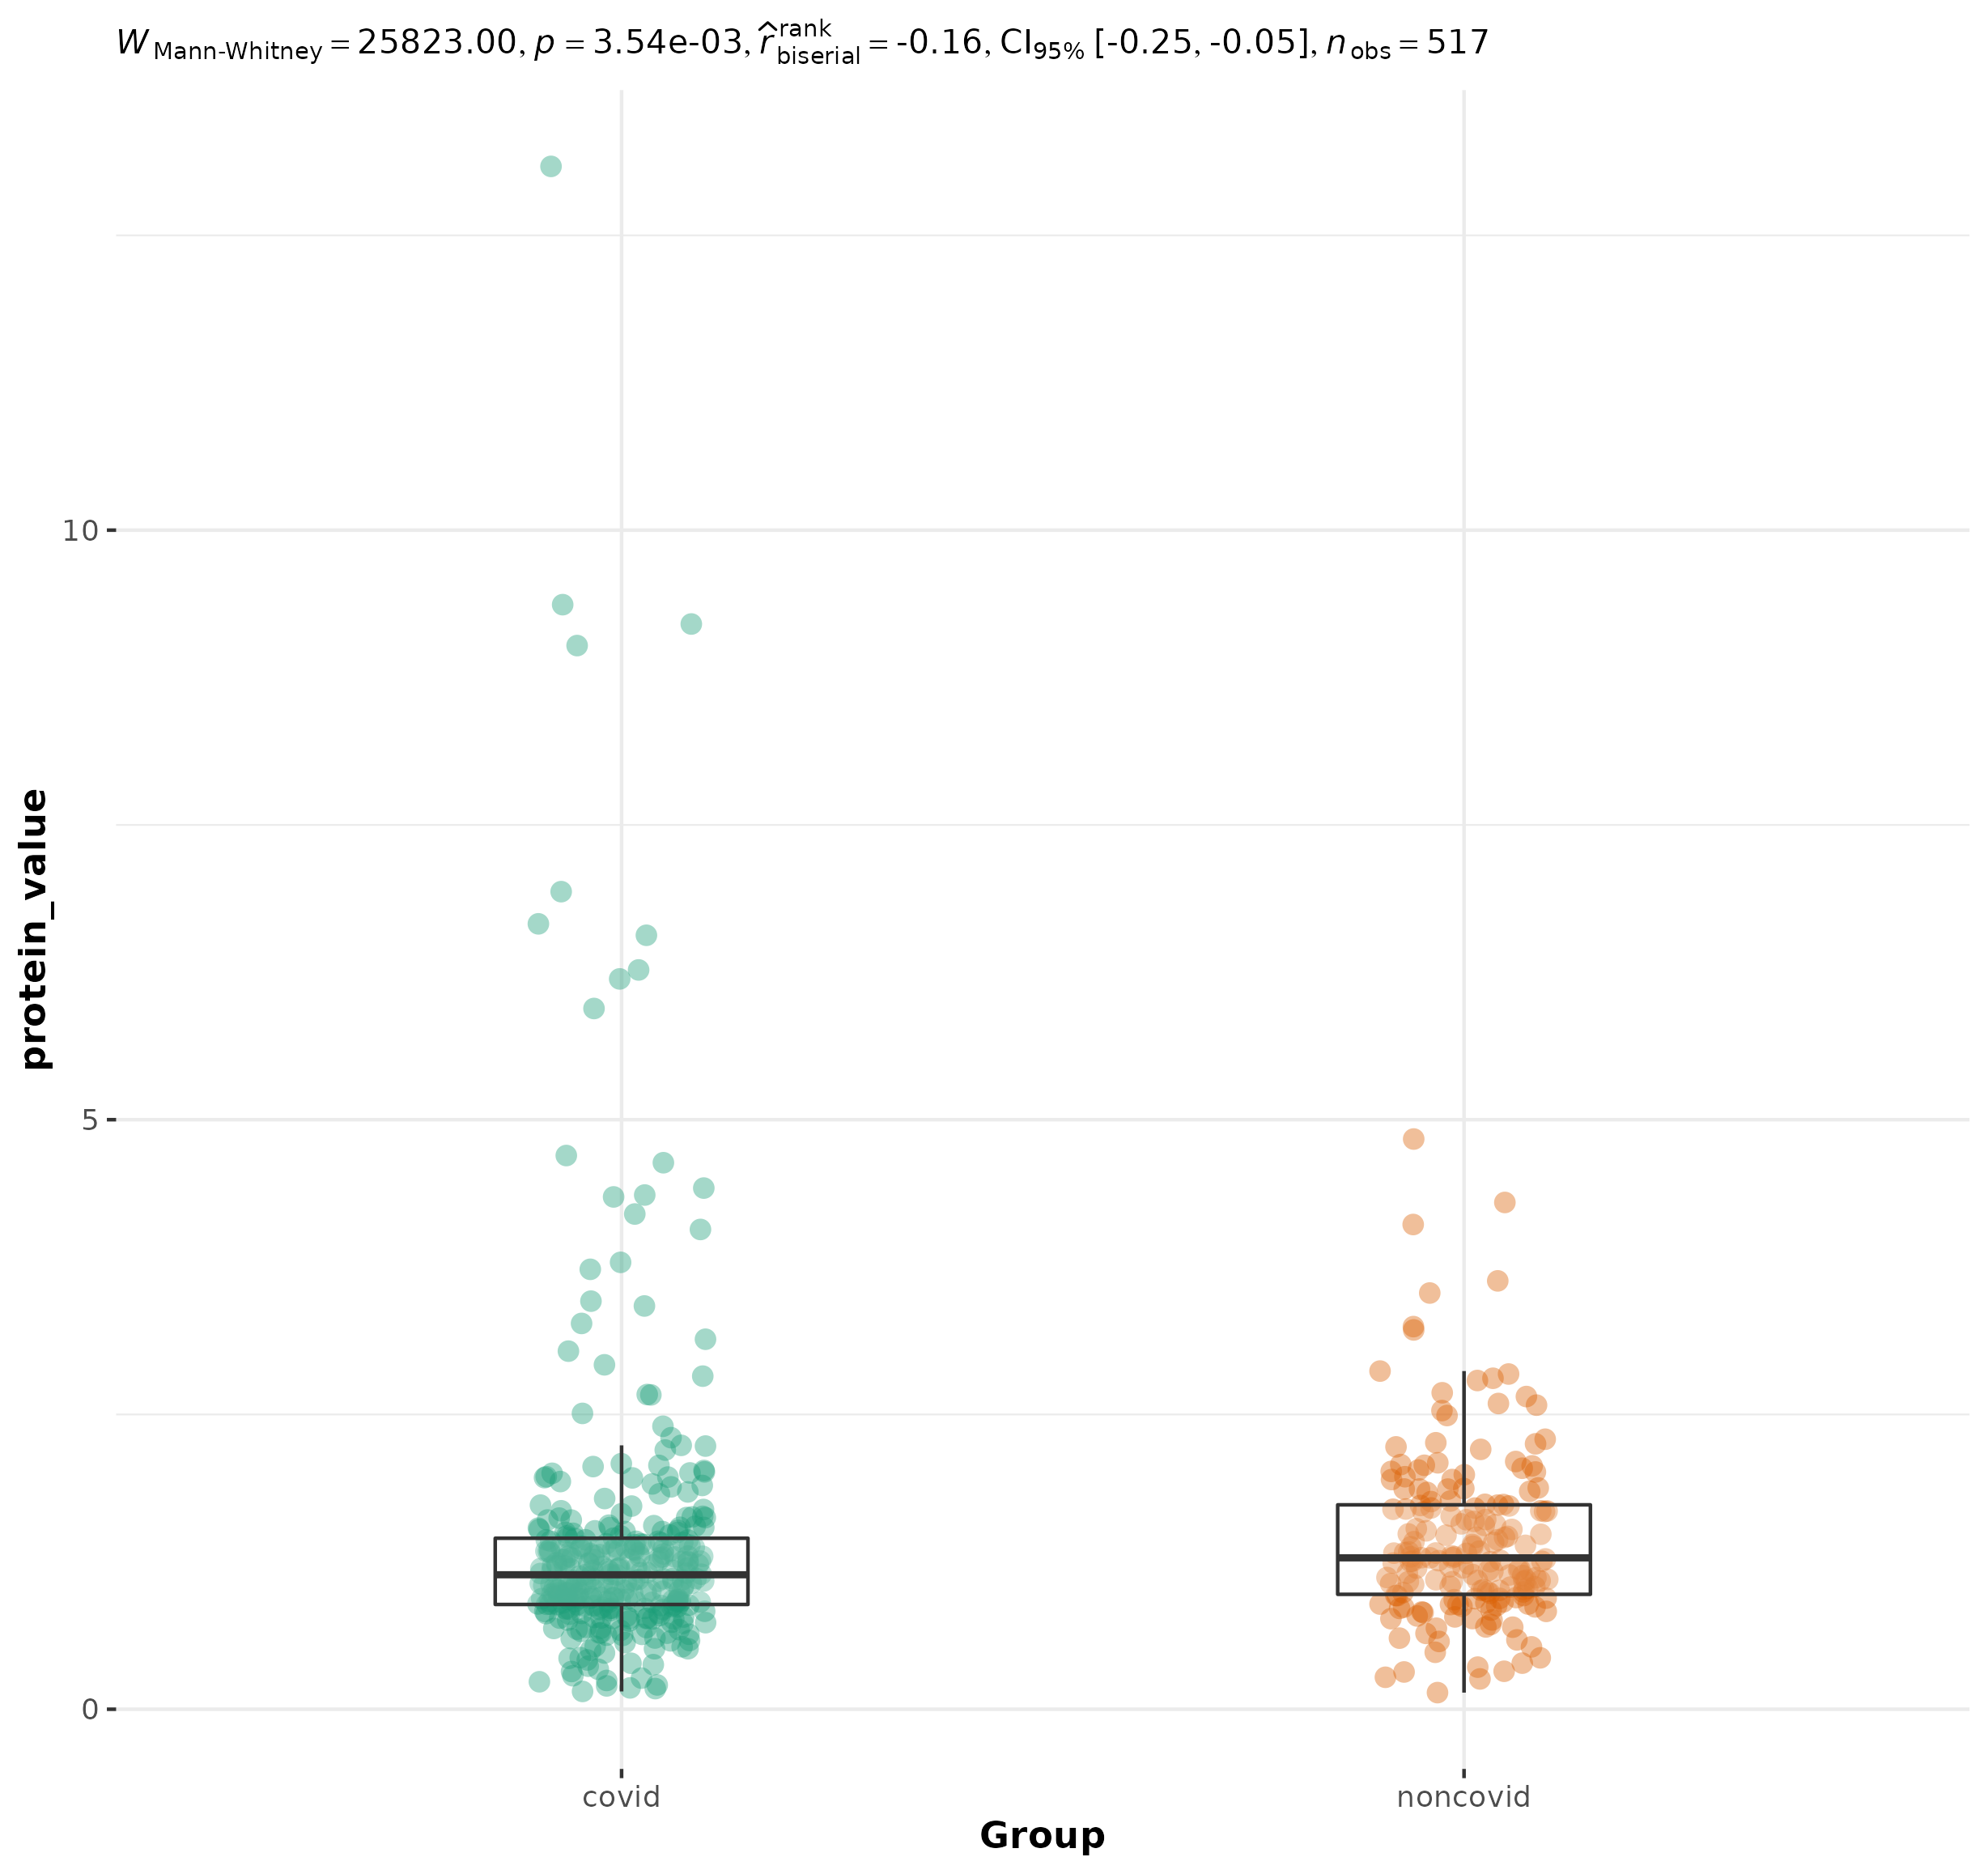 W Mann-Whitney = 25823.00, p = 3.54e-03, r̂ rank biserial = -0.16, CI95% [-0.25, -0.05], n obs = 517
protein_value
10
5
0
covid noncovid
Group